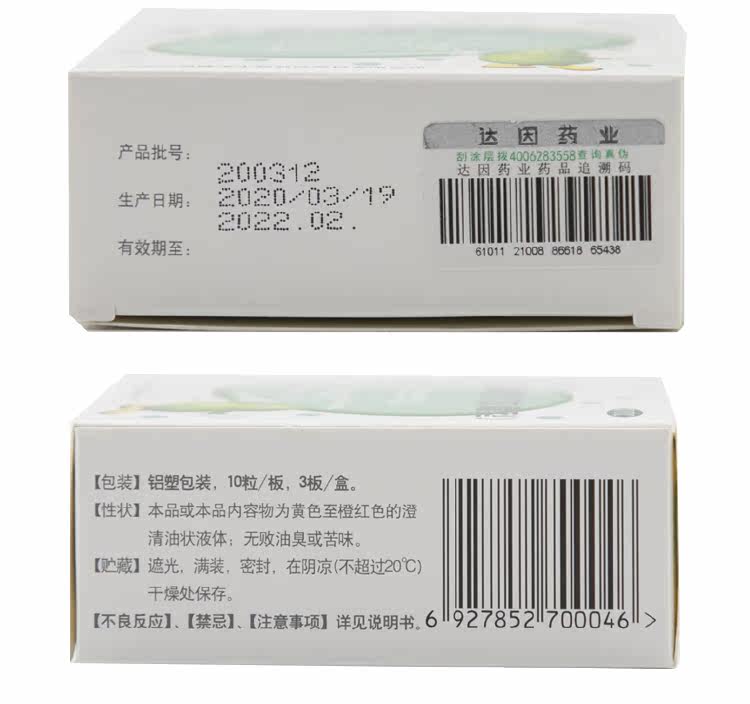 产品批号：
200312
生产日期：
2020/03/19
有效期至：
2022.02.
达因药业
刮涂层拨4006283558查询真伪
达因药业药品追溯码
61011 21008 86618 65438
【包装】铝塑包装，10粒/板，3板/盒。
【性状】本品或本品内容物为黄色至橙红色的澄
清油状液体；无败油臭或苦味。
【贮藏】遮光，满装，密封，在阴凉(不超过20℃)
干燥处保存。
【不良反应】、【禁忌】、【注意事项】详见说明书。
6 927852 700046 >